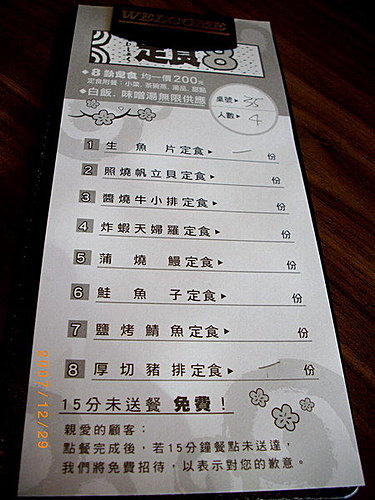 WELCOME
定食8
8點定食 均一價200元
定食附餐：小菜、茶碗蒸、湯品、甜點
白飯、味噌湯無限供應
桌號▸ 35
人數▸ 4
1 生魚片定食▸ 一 份
2 照燒帆立貝定食▸ 份
3 醬燒牛小排定食▸ 份
4 炸蝦天婦羅定食▸ 份
5 蒲燒鰻定食▸ 份
6 鮭魚子定食▸ 份
7 鹽烤鯖魚定食▸ 份
8 厚切豬排定食▸ 一 份
15分未送餐 免費！
親愛的顧客：
點餐完成後，若15分鐘餐點未送達，
我們將免費招待，以表示對您的歉意。
2007/12/29